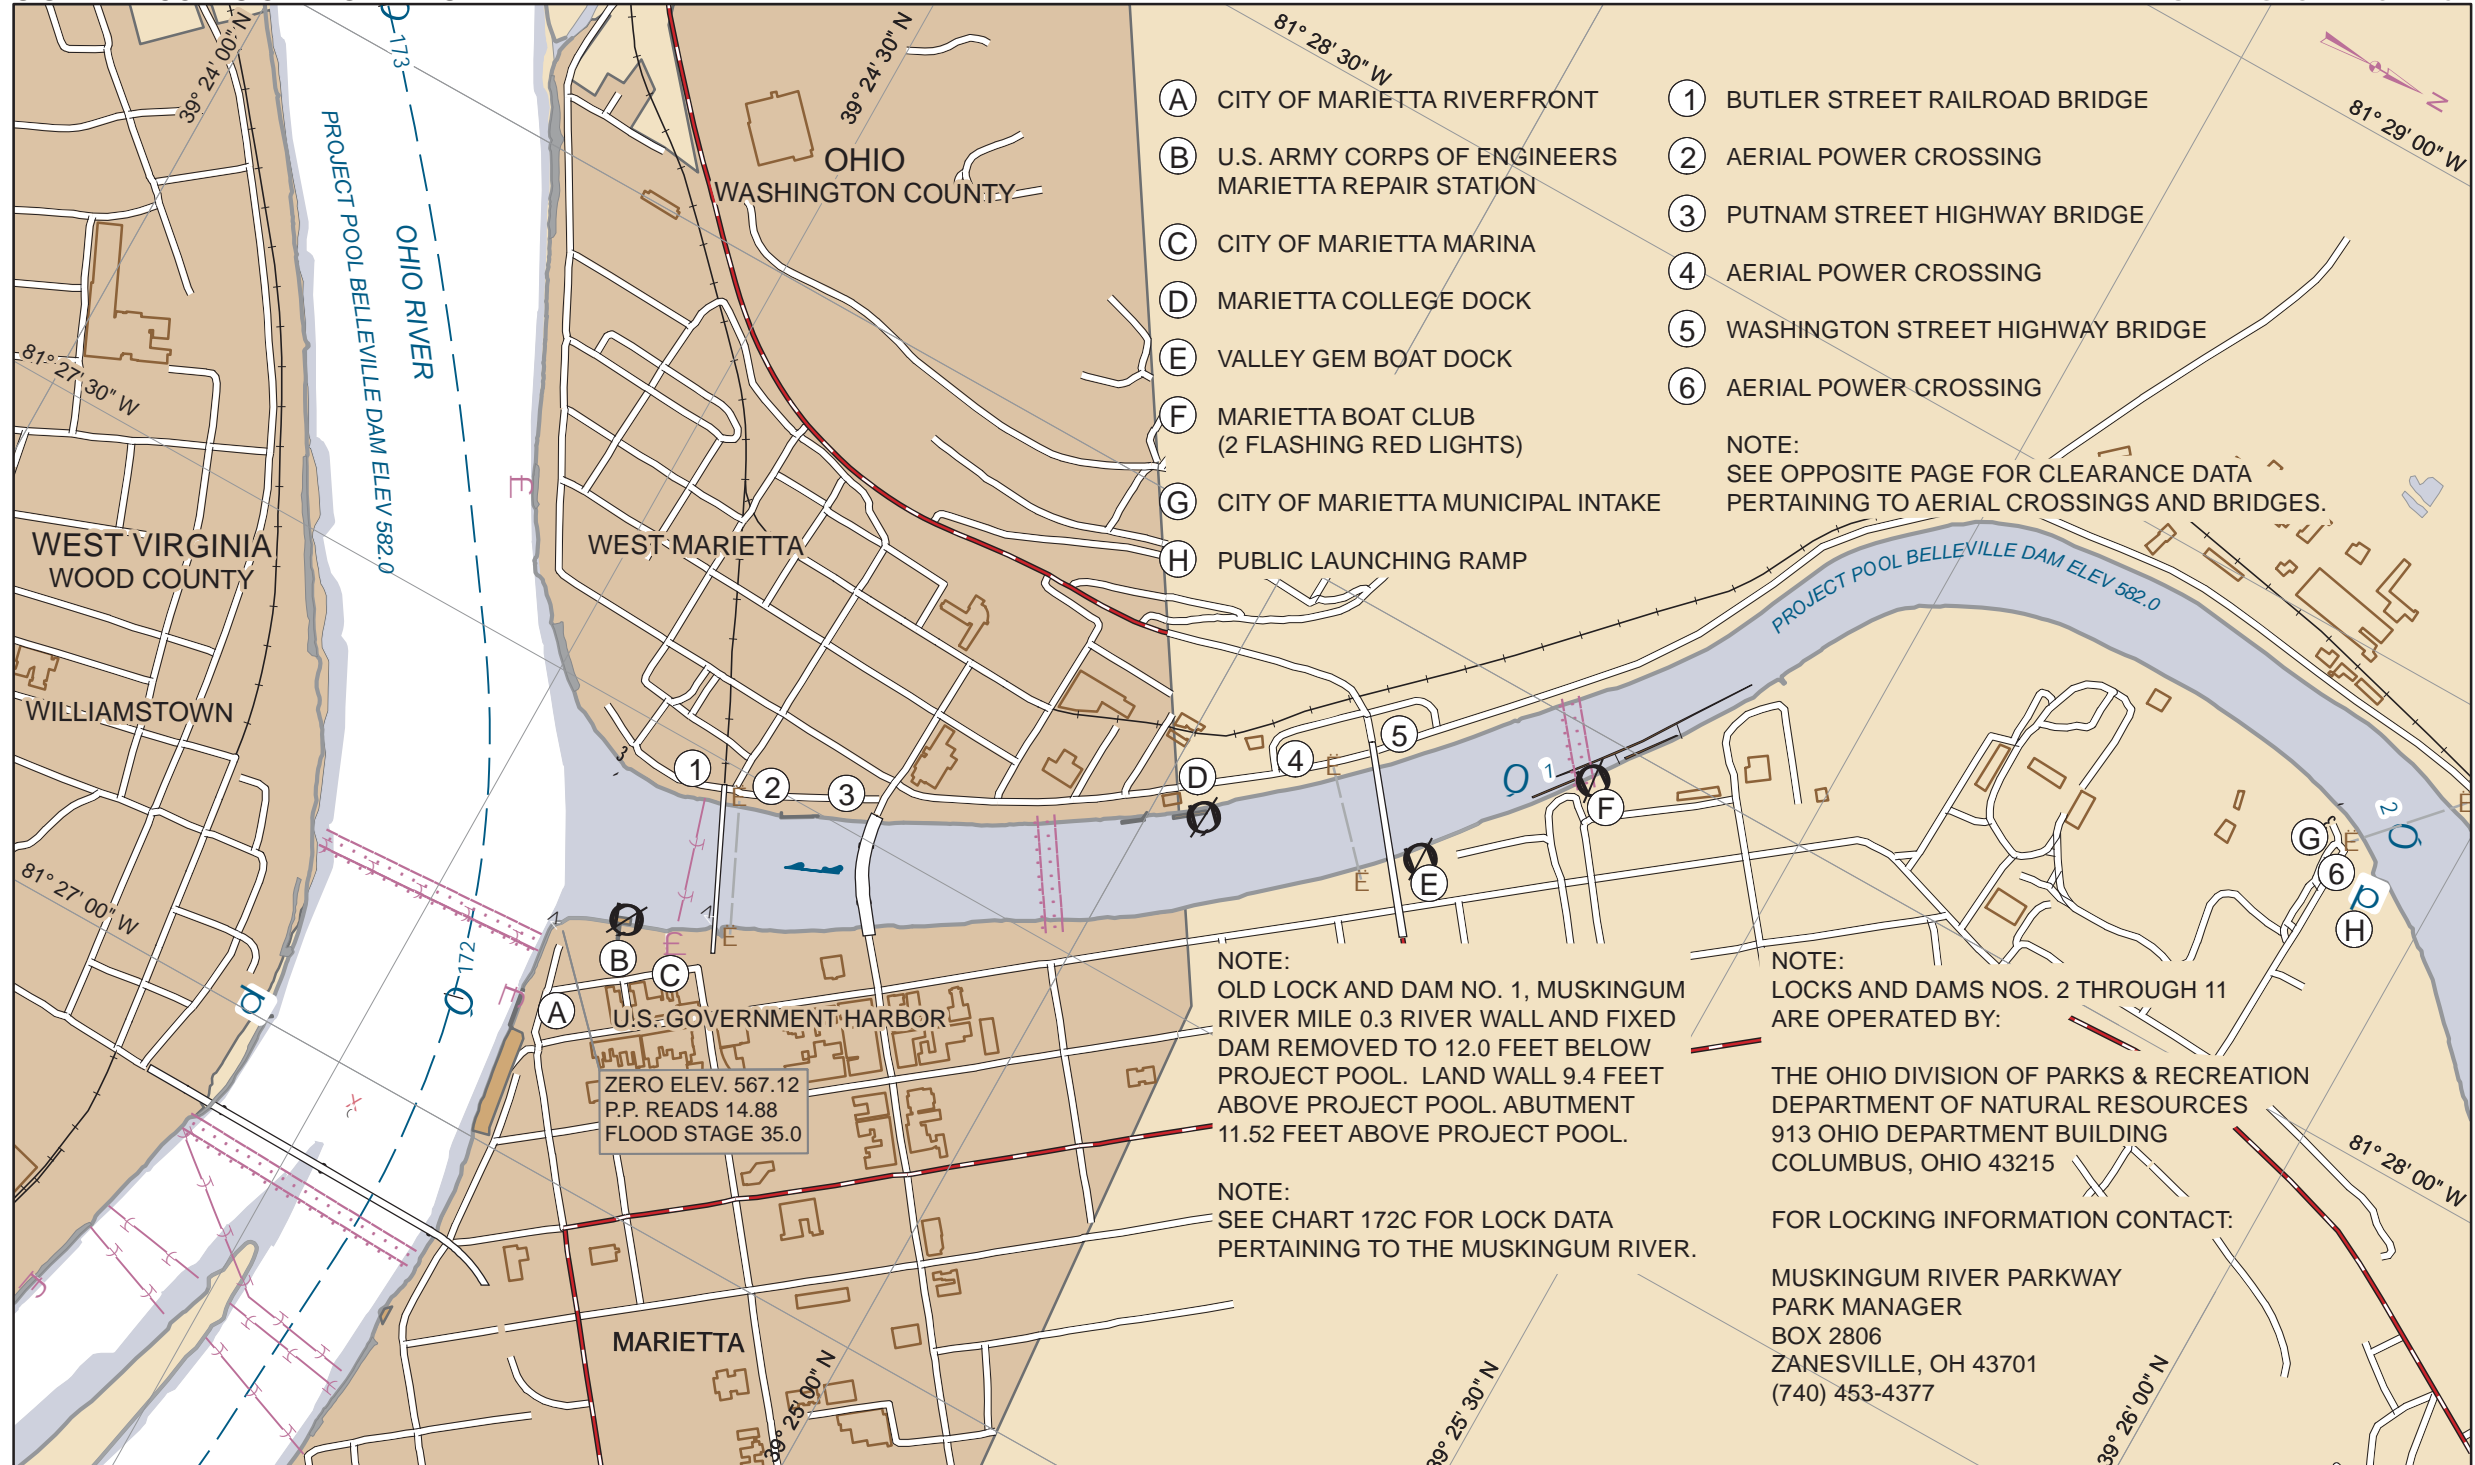 39° 24' 00" N
173
39° 24' 30" N
81° 28' 30" W
N
81° 29' 00" W
A CITY OF MARIETTA RIVERFRONT
B U.S. ARMY CORPS OF ENGINEERS
MARIETTA REPAIR STATION
C CITY OF MARIETTA MARINA
D MARIETTA COLLEGE DOCK
E VALLEY GEM BOAT DOCK
F MARIETTA BOAT CLUB
(2 FLASHING RED LIGHTS)
G CITY OF MARIETTA MUNICIPAL INTAKE
H PUBLIC LAUNCHING RAMP
1 BUTLER STREET RAILROAD BRIDGE
2 AERIAL POWER CROSSING
3 PUTNAM STREET HIGHWAY BRIDGE
4 AERIAL POWER CROSSING
5 WASHINGTON STREET HIGHWAY BRIDGE
6 AERIAL POWER CROSSING
NOTE:
SEE OPPOSITE PAGE FOR CLEARANCE DATA
PERTAINING TO AERIAL CROSSINGS AND BRIDGES.
OHIO
WASHINGTON COUNTY
PROJECT POOL BELLEVILLE DAM ELEV 582.0
OHIO RIVER
81° 27' 30" W
WEST VIRGINIA
WOOD COUNTY
WEST MARIETTA
PROJECT POOL BELLEVILLE DAM ELEV 582.0
WILLIAMSTOWN
1
2
3
D
4
5
1
F
E
2
G
6
H
81° 27' 00" W
172
B
C
A
U.S. GOVERNMENT HARBOR
ZERO ELEV. 567.12
P.P. READS 14.88
FLOOD STAGE 35.0
NOTE:
OLD LOCK AND DAM NO. 1, MUSKINGUM
RIVER MILE 0.3 RIVER WALL AND FIXED
DAM REMOVED TO 12.0 FEET BELOW
PROJECT POOL. LAND WALL 9.4 FEET
ABOVE PROJECT POOL. ABUTMENT
11.52 FEET ABOVE PROJECT POOL.
NOTE:
SEE CHART 172C FOR LOCK DATA
PERTAINING TO THE MUSKINGUM RIVER.
NOTE:
LOCKS AND DAMS NOS. 2 THROUGH 11
ARE OPERATED BY:
THE OHIO DIVISION OF PARKS & RECREATION
DEPARTMENT OF NATURAL RESOURCES
913 OHIO DEPARTMENT BUILDING
COLUMBUS, OHIO 43215
FOR LOCKING INFORMATION CONTACT:
MUSKINGUM RIVER PARKWAY
PARK MANAGER
BOX 2806
ZANESVILLE, OH 43701
(740) 453-4377
81° 28' 00" W
MARIETTA
39° 25' 00" N
39° 25' 30" N
39° 26' 00" N